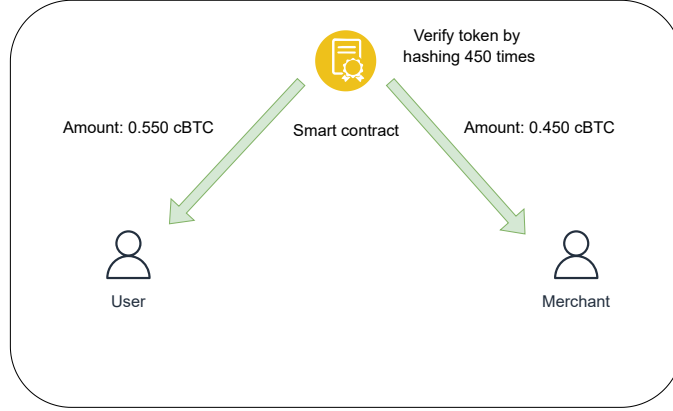 Verify token by
hashing 450 times
Amount: 0.550 cBTC
Smart contract
Amount: 0.450 cBTC
User
Merchant